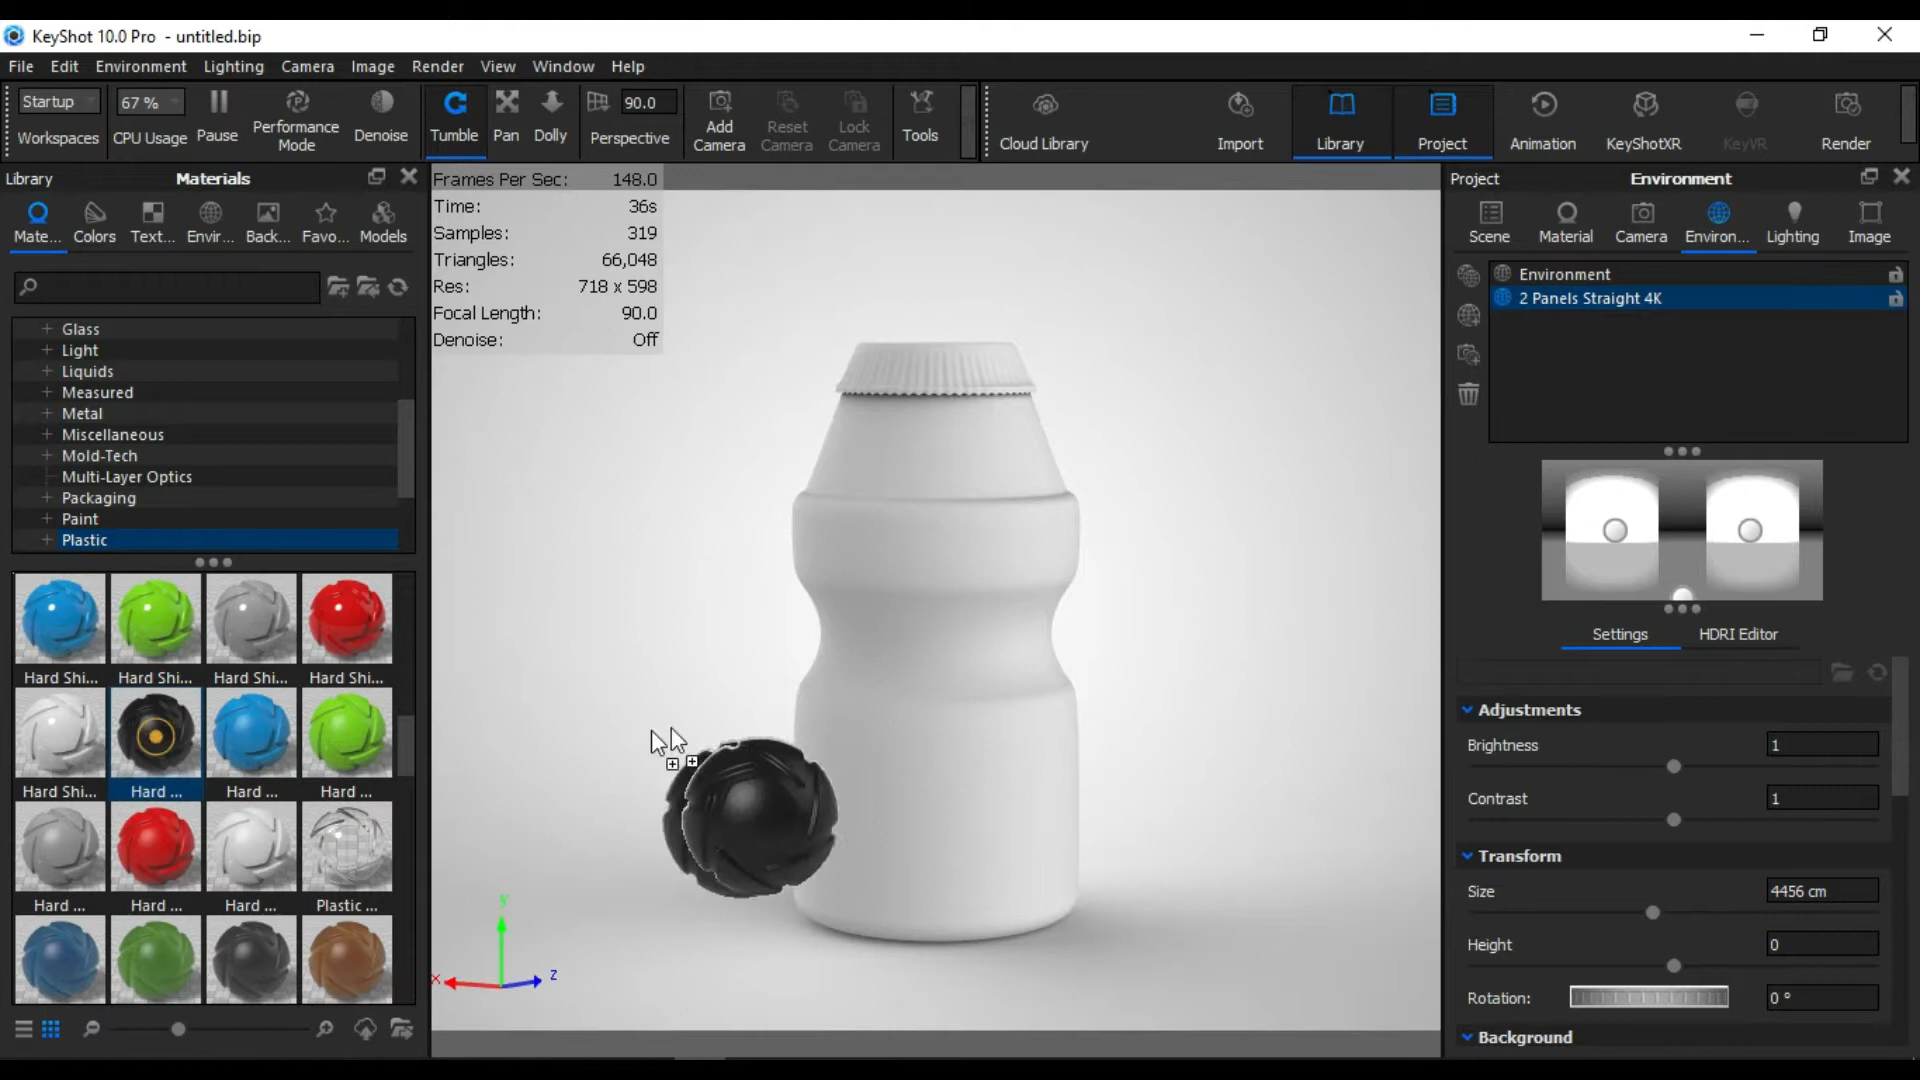 KeyShot 10.0 Pro - untitled.bip
File Edit Environment Lighting Camera Image Render View Window Help
Startup 67 % 90.0
Workspaces CPU Usage Pause Performance Mode Denoise Tumble Pan Dolly Perspective Add Camera Reset Camera Lock Camera Tools Cloud Library Import Library Project Animation KeyShotXR KeyVR Render
Library Materials
Mate... Colors Text... Envir... Back... Favo... Models
Glass
Light
Liquids
Measured
Metal
Miscellaneous
Mold-Tech
Multi-Layer Optics
Packaging
Paint
Plastic
Hard Shi... Hard Shi... Hard Shi... Hard Shi...
Hard Shi... Hard ... Hard ... Hard ...
Hard ... Hard ... Hard ... Plastic ...
Frames Per Sec: 148.0
Time: 36s
Samples: 319
Triangles: 66,048
Res: 718 x 598
Focal Length: 90.0
Denoise: Off
y
x
z
Project Environment
Scene Material Camera Environ... Lighting Image
Environment
2 Panels Straight 4K
Settings HDRI Editor
Adjustments
Brightness 1
Contrast 1
Transform
Size 4456 cm
Height 0
Rotation: 0 °
Background